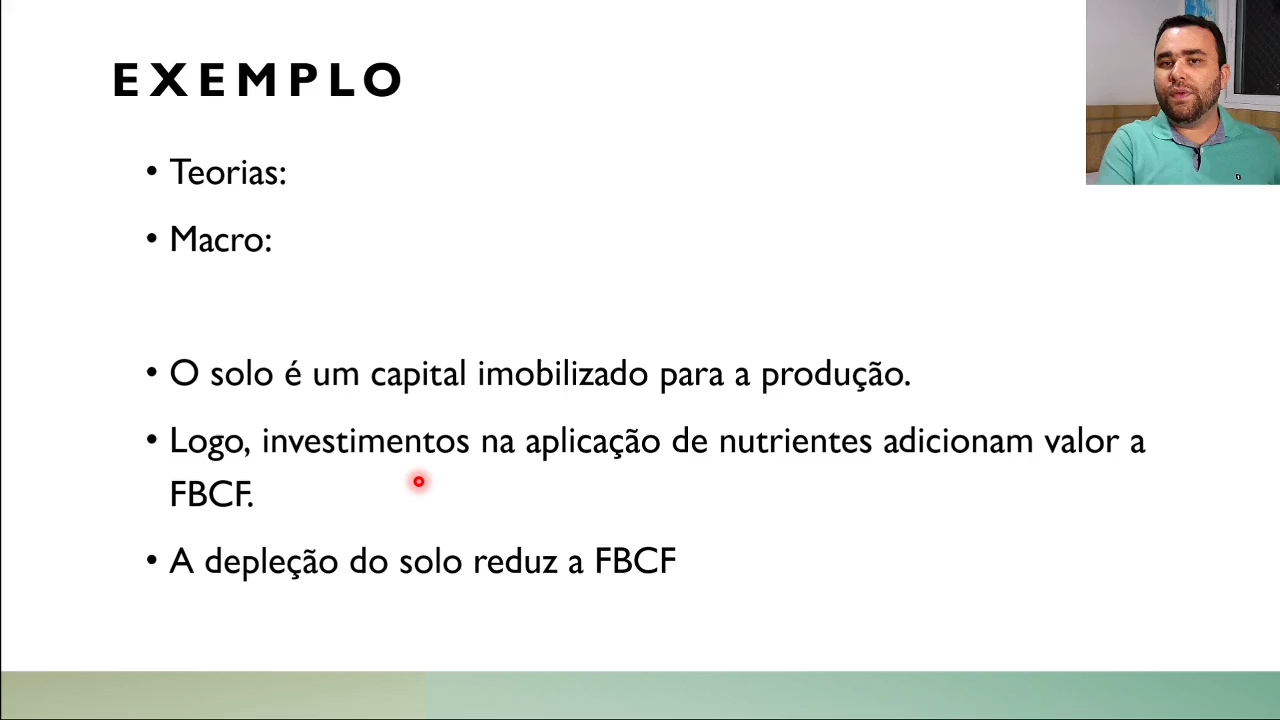 EXEMPLO
• Teorias:
• Macro:
• O solo é um capital imobilizado para a produção.
• Logo, investimentos na aplicação de nutrientes adicionam valor a
FBCF.
• A depleção do solo reduz a FBCF